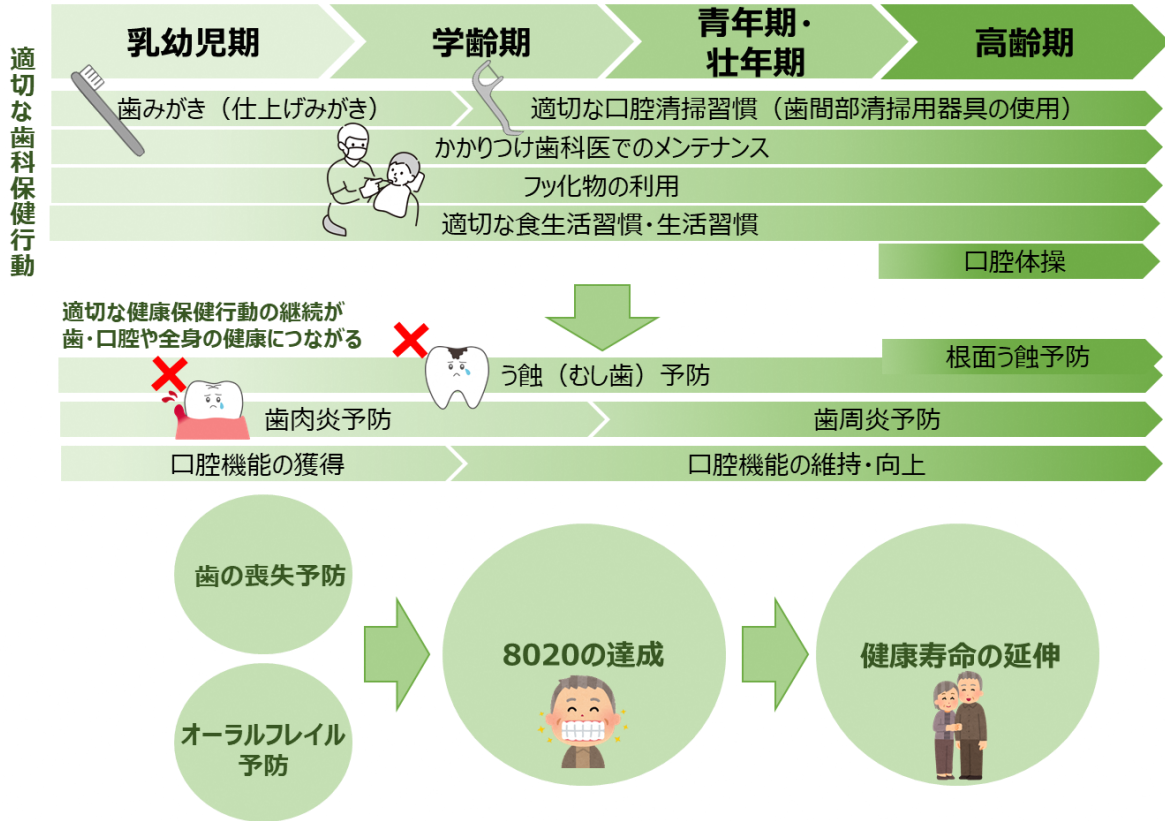 乳幼児期
学齢期
青年期・
壮年期
高齢期
適切な歯科保健行動
歯みがき（仕上げみがき）
適切な口腔清掃習慣（歯間部清掃用器具の使用）
かかりつけ歯科医でのメンテナンス
フッ化物の利用
適切な食生活習慣・生活習慣
口腔体操
適切な健康保健行動の継続が
歯・口腔や全身の健康につながる
根面う蝕予防
う蝕（むし歯）予防
歯肉炎予防
歯周炎予防
口腔機能の獲得
口腔機能の維持・向上
歯の喪失予防
オーラルフレイル
予防
8020の達成
健康寿命の延伸